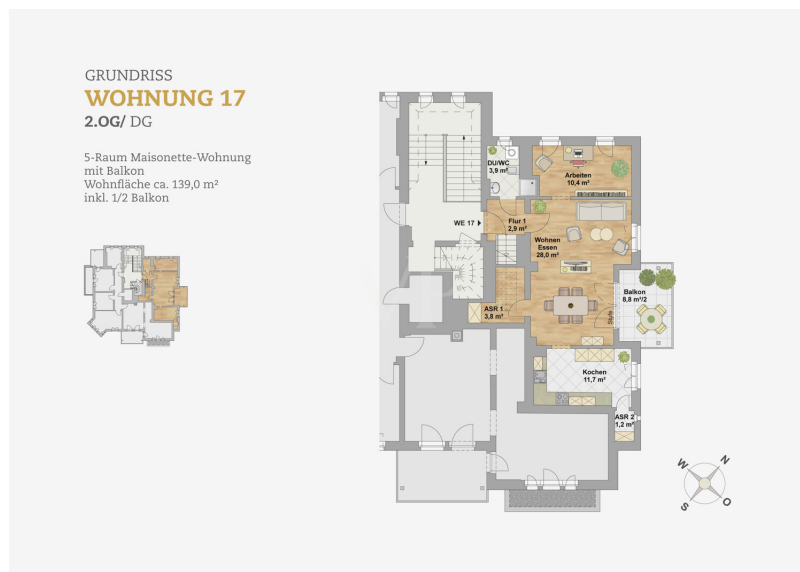 GRUNDRISS
WOHNUNG 17
2.OG/ DG
5-Raum Maisonette-Wohnung
mit Balkon
Wohnfläche ca. 139,0 m²
inkl. 1/2 Balkon
DU/WC
3,9 m²
Arbeiten
10,4 m²
WE 17
Flur 1
2,9 m²
Wohnen
Essen
28,0 m²
Balkon
8,8 m²/2
ASR 1
3,8 m²
Kochen
11,7 m²
ASR 2
1,2 m²
N
W
O
S